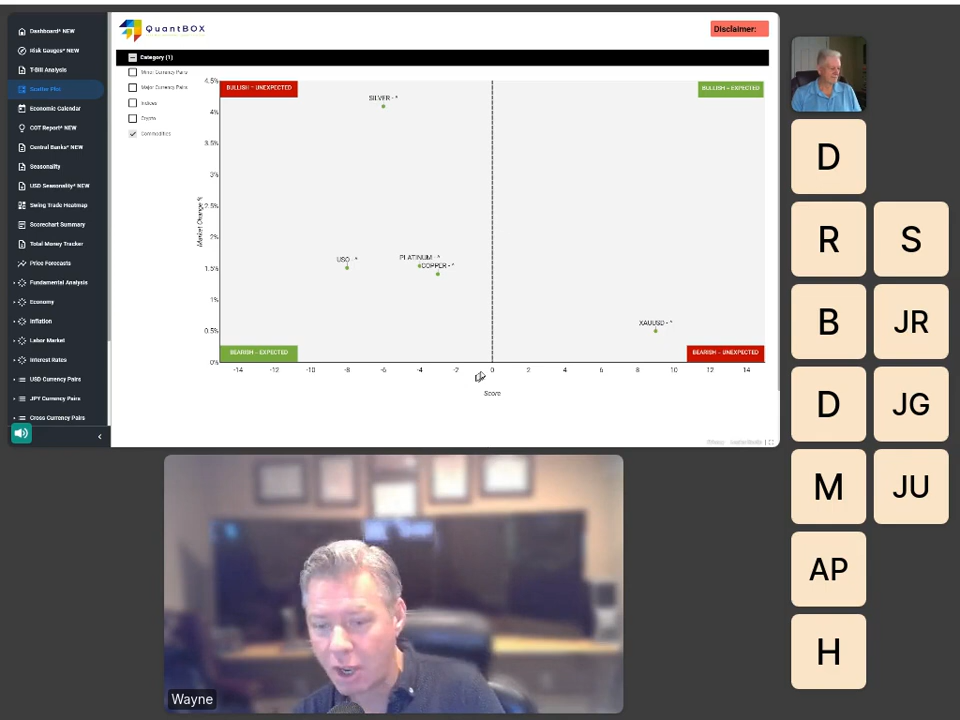 QUANTBOX
Disclaimer:
Dashboard* NEW
Risk Gauges* NEW
T-Bill Analysis
Scatter Plot
Economic Calendar
COT Report* NEW
Central Banks* NEW
Seasonality
USD Seasonality* NEW
Swing Trade Heatmap
Scorechart Summary
Total Money Tracker
Price Forecasts
Fundamental Analysis
Economy
Inflation
Labor Market
Interest Rates
USD Currency Pairs
JPY Currency Pairs
Cross Currency Pairs
Category (1)
Minor Currency Pairs
Major Currency Pairs
Indices
Crypto
Commodities
Market Change %
4.5%
4%
3.5%
3%
2.5%
2%
1.5%
1%
0.5%
0%
BULLISH - UNEXPECTED
BULLISH - EXPECTED
SILVER - *
USO - *
PLATINUM - *
COPPER - *
XAUUSD - *
BEARISH - EXPECTED
BEARISH - UNEXPECTED
-14 -12 -10 -8 -6 -4 -2 0 2 4 6 8 10 12 14
Score
Privacy
D
R S
B JR
D JG
M JU
AP
H
Wayne